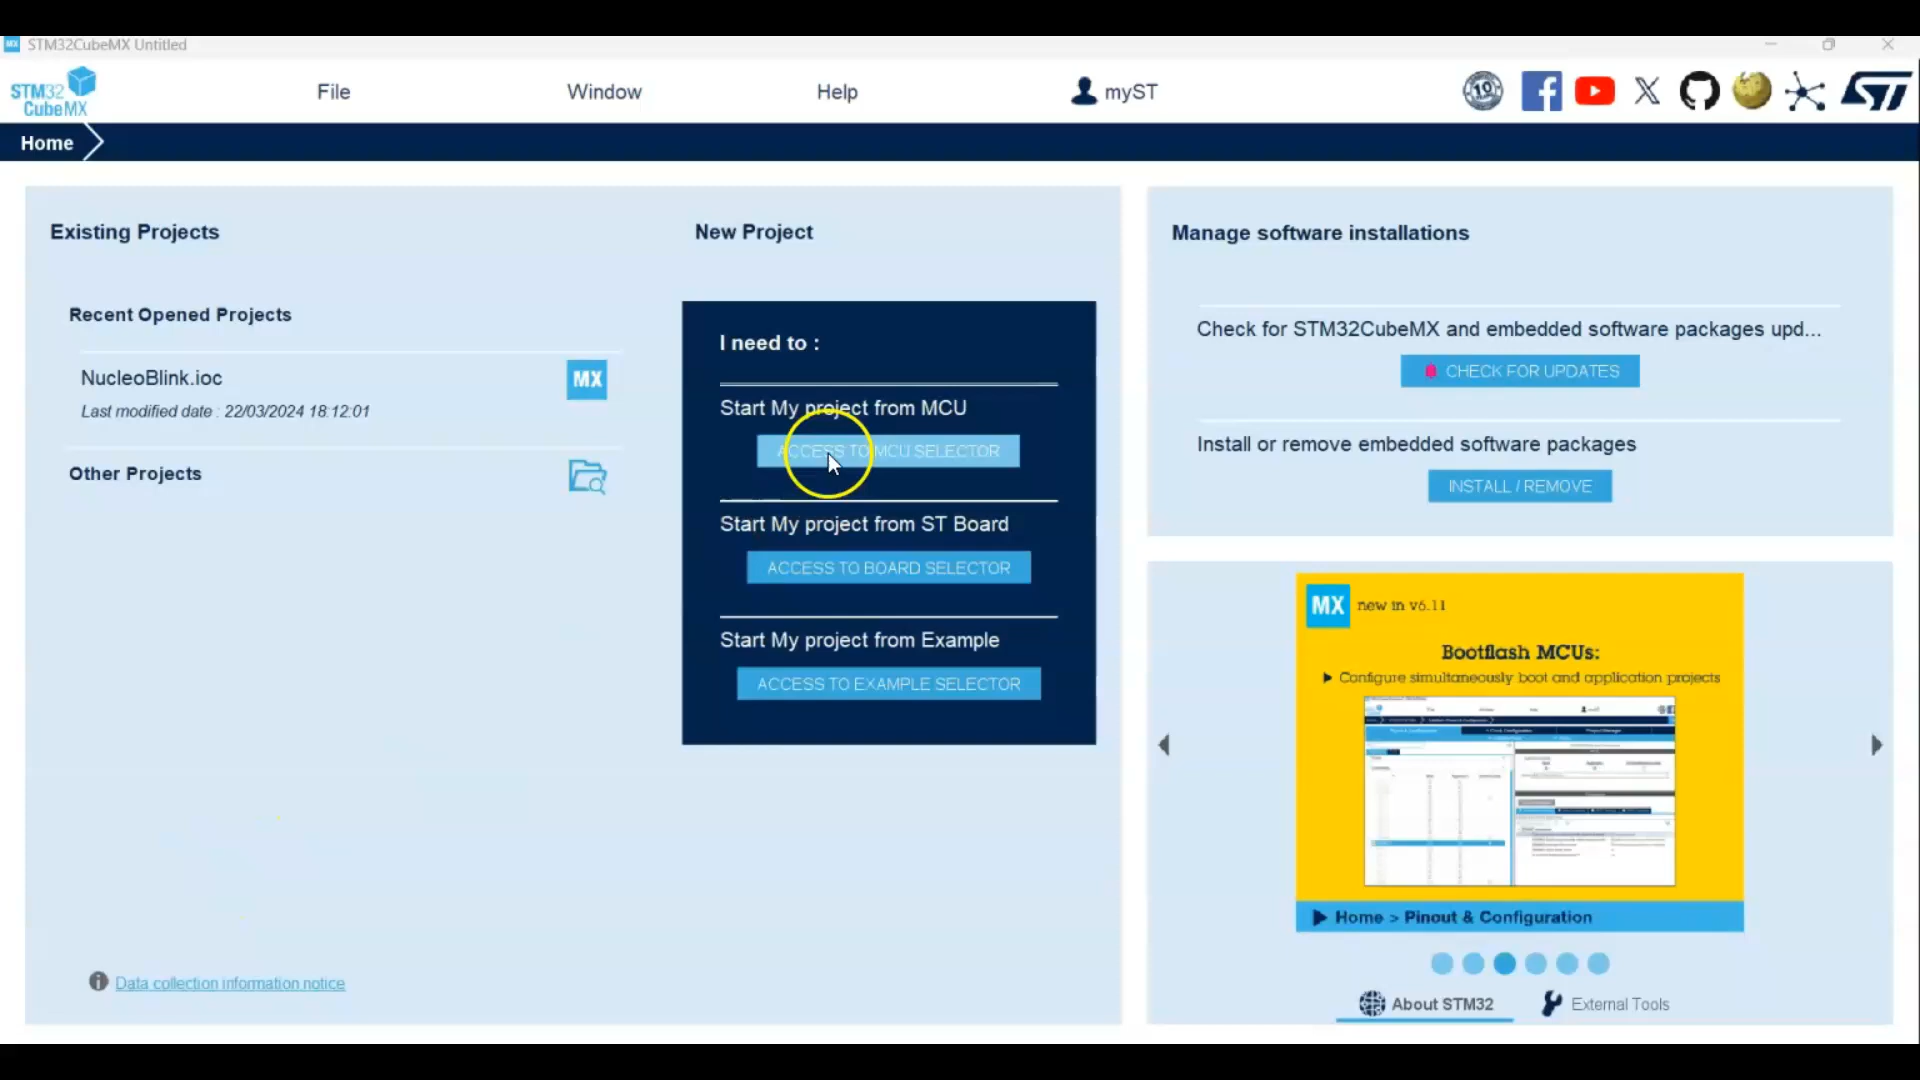 MX STM32CubeMX Untitled
STM32
CubeMX
File
Window
Help
myST
10
ST
Home
Existing Projects
Recent Opened Projects
NucleoBlink.ioc
MX
Last modified date : 22/03/2024 18:12:01
Other Projects
Data collection information notice
New Project
I need to :
Start My project from MCU
ACCESS TO MCU SELECTOR
Start My project from ST Board
ACCESS TO BOARD SELECTOR
Start My project from Example
ACCESS TO EXAMPLE SELECTOR
Manage software installations
Check for STM32CubeMX and embedded software packages upd...
CHECK FOR UPDATES
Install or remove embedded software packages
INSTALL / REMOVE
MX new in v6.11
Bootflash MCUs:
Configure simultaneously boot and application projects
Home > Pinout & Configuration
About STM32
External Tools